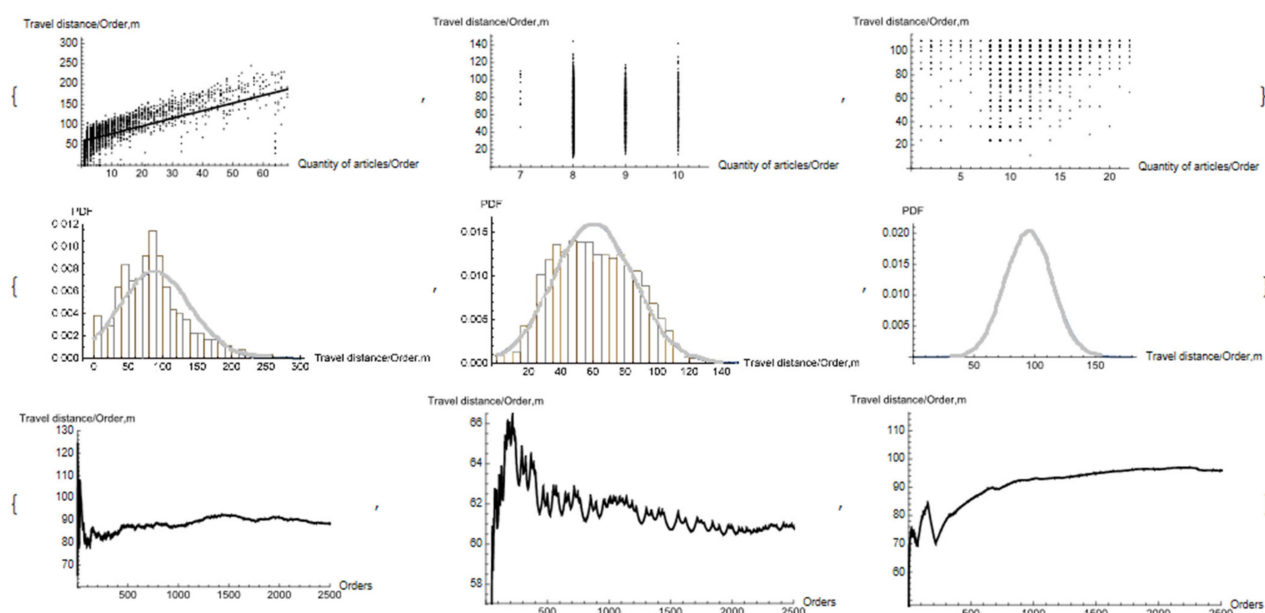 Travel distance/Order,m
300
250
200
150
100
50
10 20 30 40 50 60
Quantity of articles/Order
{
,
Travel distance/Order,m
140
120
100
80
60
40
20
7 8 9 10
Quantity of articles/Order
,
Travel distance/Order,m
100
80
60
40
20
5 10 15 20
Quantity of articles/Order
}
PDF
0.012
0.010
0.008
0.006
0.004
0.002
0.000
0 50 100 150 200 250 300
Travel distance/Order,m
{
,
PDF
0.015
0.010
0.005
0.000
20 40 60 80 100 120 140
Travel distance/Order,m
,
PDF
0.020
0.015
0.010
0.005
50 100 150
Travel distance/Order,m
}
Travel distance/Order,m
130
120
110
100
90
80
70
500 1000 1500 2000 2500
Orders
{
,
Travel distance/Order,m
66
64
62
60
58
500 1000 1500 2000 2500
Orders
,
Travel distance/Order,m
110
100
90
80
70
60
500 1000 1500 2000 2500
Orders